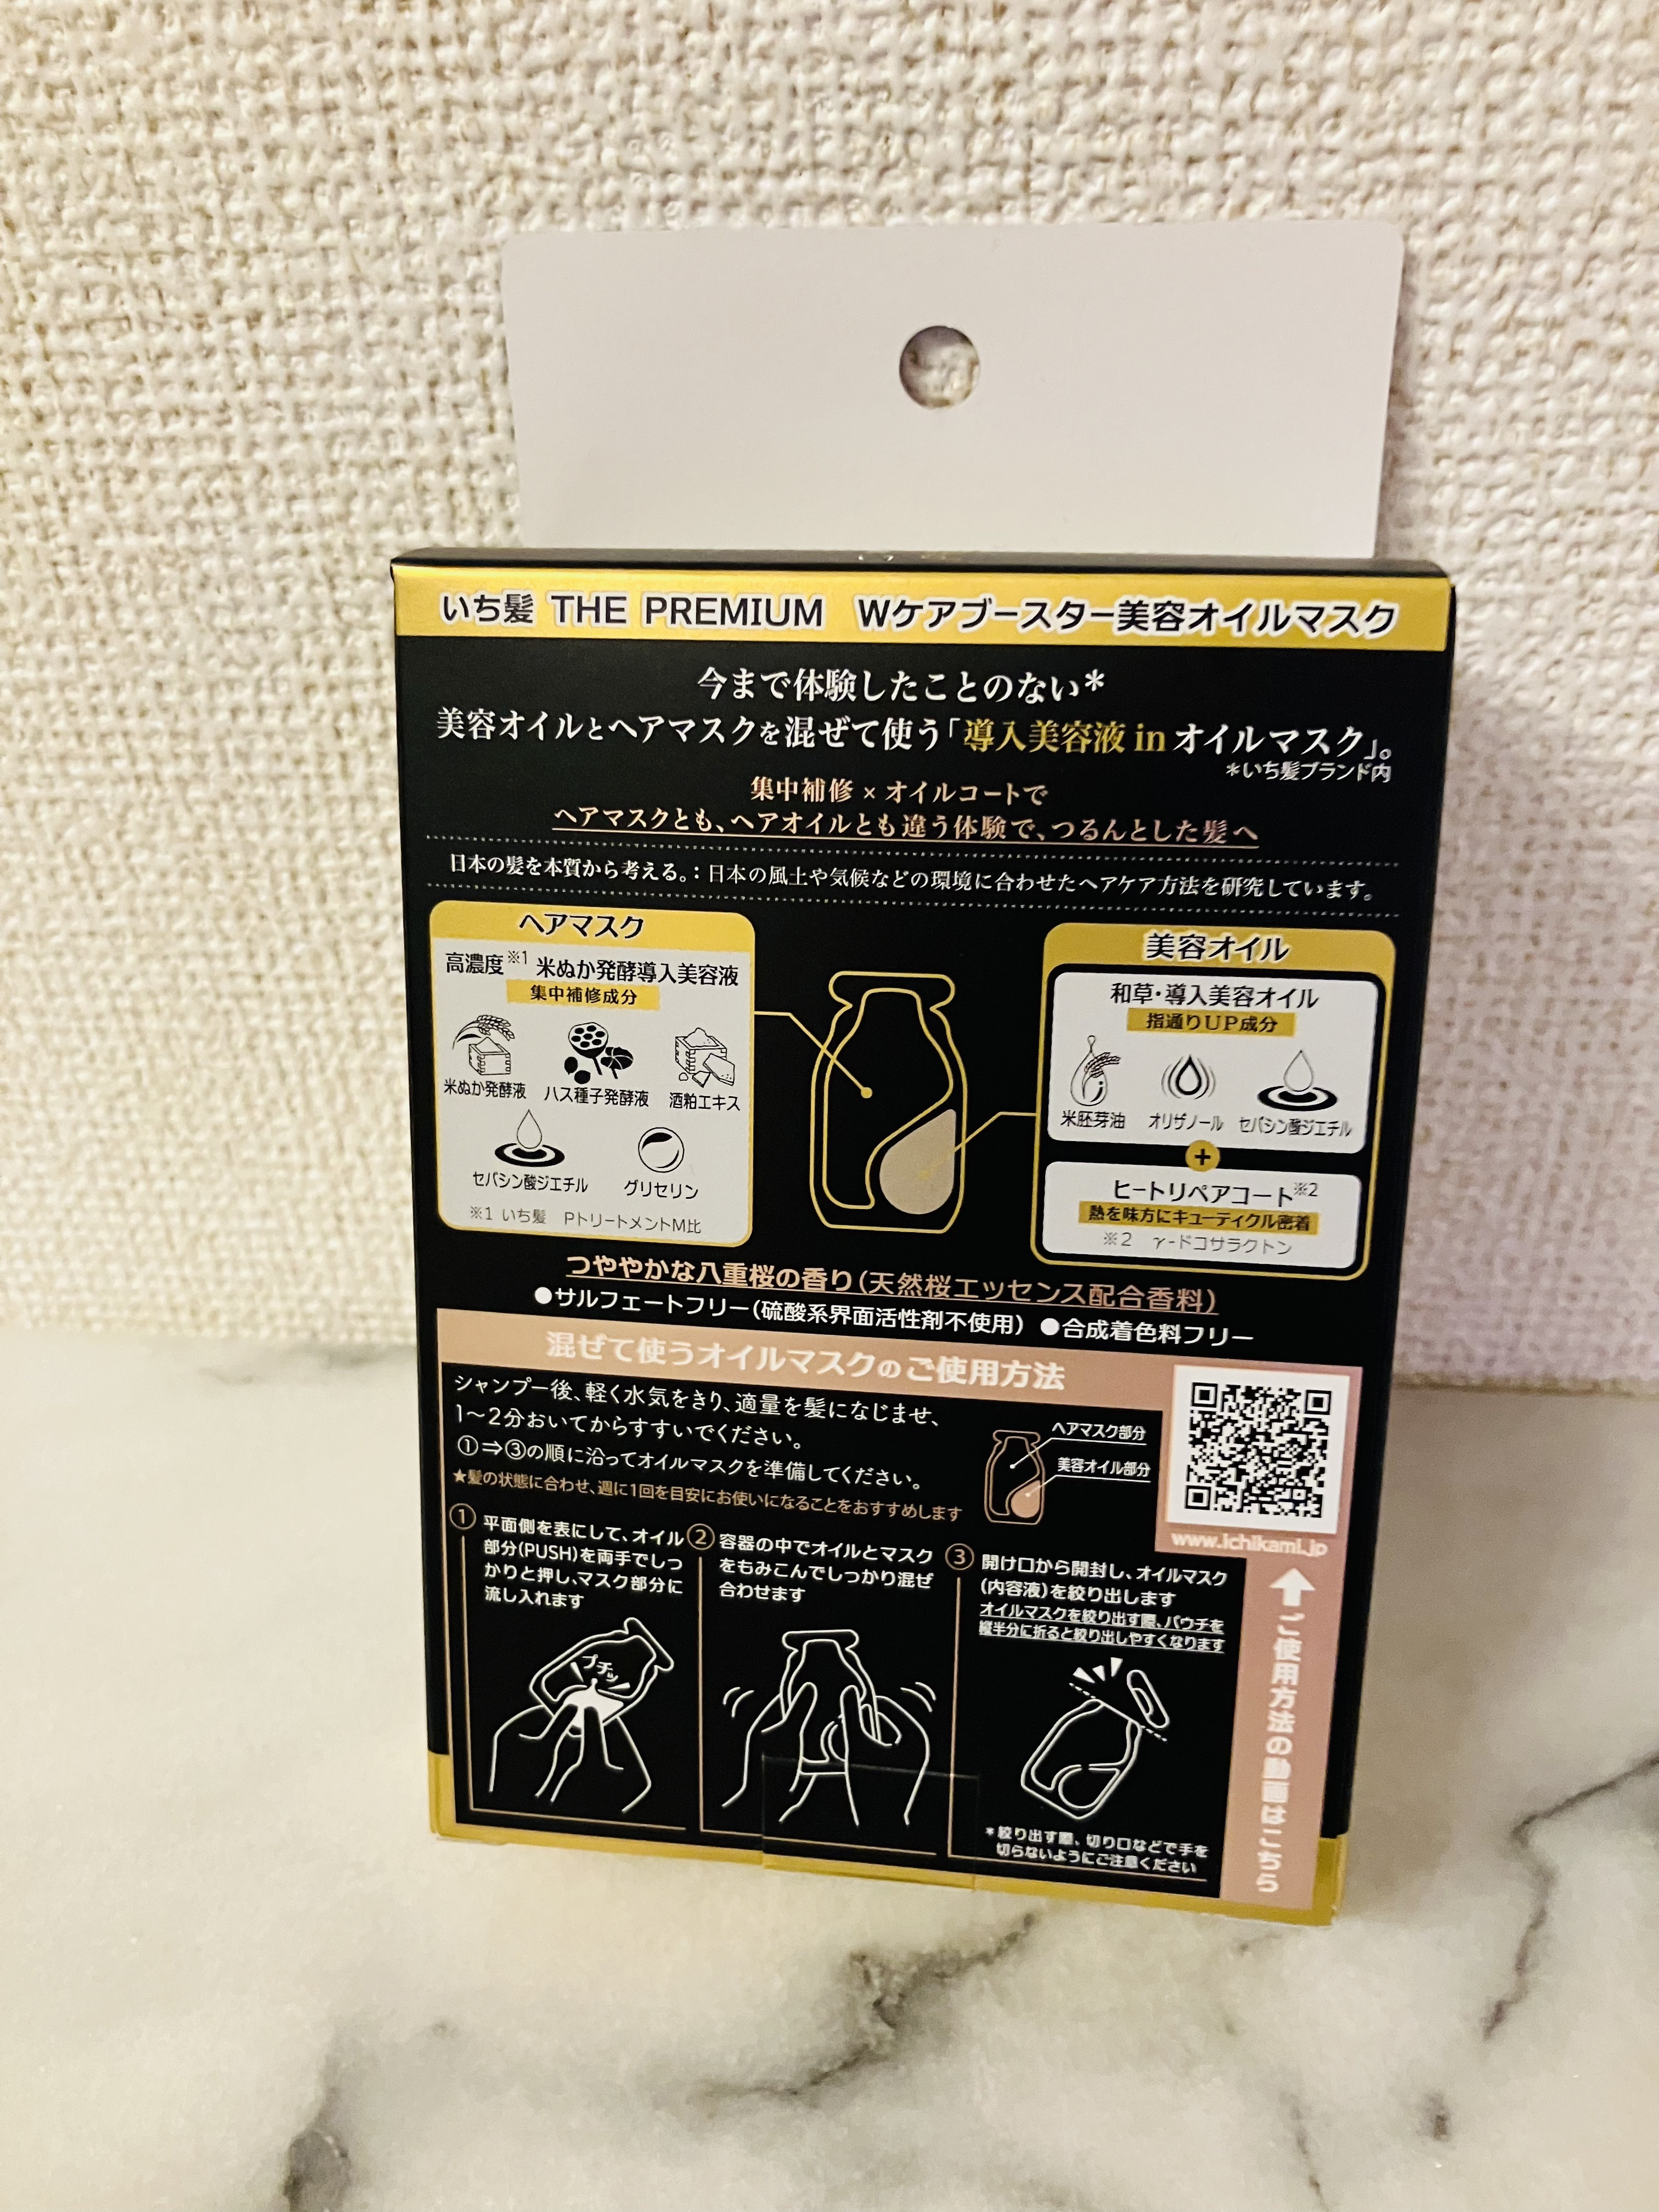 いち髪 THE PREMIUM Wケアブースター美容オイルマスク
今まで体験したことのない*
美容オイルとヘアマスクを混ぜて使う「導入美容液 in オイルマスク」。
*いち髪ブランド内
集中補修×オイルコートで
ヘアマスクとも、ヘアオイルとも違う体験で、つるんとした髪へ
日本の髪を本質から考える。：日本の風土や気候などの環境に合わせたヘアケア方法を研究しています。
ヘアマスク
高濃度※1 米ぬか発酵導入美容液
集中補修成分
米ぬか発酵液 ハス種子発酵液 酒粕エキス
セバシン酸ジエチル グリセリン
※1 いち髪 PトリートメントM比
美容オイル
和草・導入美容オイル
指通りUP成分
米胚芽油 オリザノール セバシン酸ジエチル
+
ヒートリペアコート※2
熱を味方にキューティクル密着
※2 γ-ドコサラクトン
つややかな八重桜の香り（天然桜エッセンス配合香料）
●サルフェートフリー（硫酸系界面活性剤不使用）●合成着色料フリー
混ぜて使うオイルマスクのご使用方法
シャンプー後、軽く水気をきり、適量を髪になじませ、
1〜2分おいてからすすいでください。
①⇒③の順に沿ってオイルマスクを準備してください。
★髪の状態に合わせ、週に1回を目安にお使いになることをおすすめします
ヘアマスク部分
美容オイル部分
www.ichikami.jp
ご使用方法の動画はこちら
① 平面側を表にして、オイル
部分(PUSH)を両手でしっ
かりと押し、マスク部分に
流し入れます
プチッ
② 容器の中でオイルとマスク
をもみこんでしっかり混ぜ
合わせます
③ 開け口から開封し、オイルマスク
(内容液)を絞り出します
オイルマスクを絞り出す際、パウチを
縦半分に折ると絞り出しやすくなります
*絞り出す際、切り口などで手を
切らないようにご注意ください